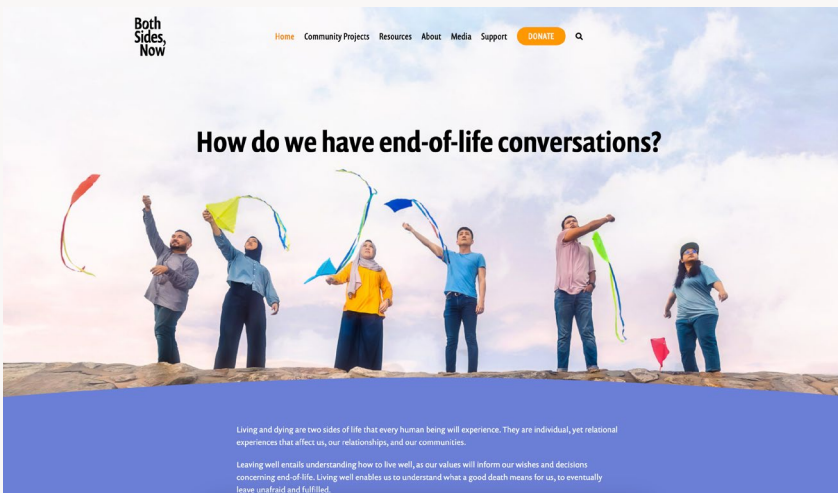 Both
Sides,
Now
Home Community Projects Resources About Media Support DONATE
How do we have end-of-life conversations?
Living and dying are two sides of life that every human being will experience. They are individual, yet relational
experiences that affect us, our relationships, and our communities.
Leaving well entails understanding how to live well, as our values will inform our wishes and decisions
concerning end-of-life. Living well enables us to understand what a good death means for us, to eventually
leave unafraid and fulfilled.